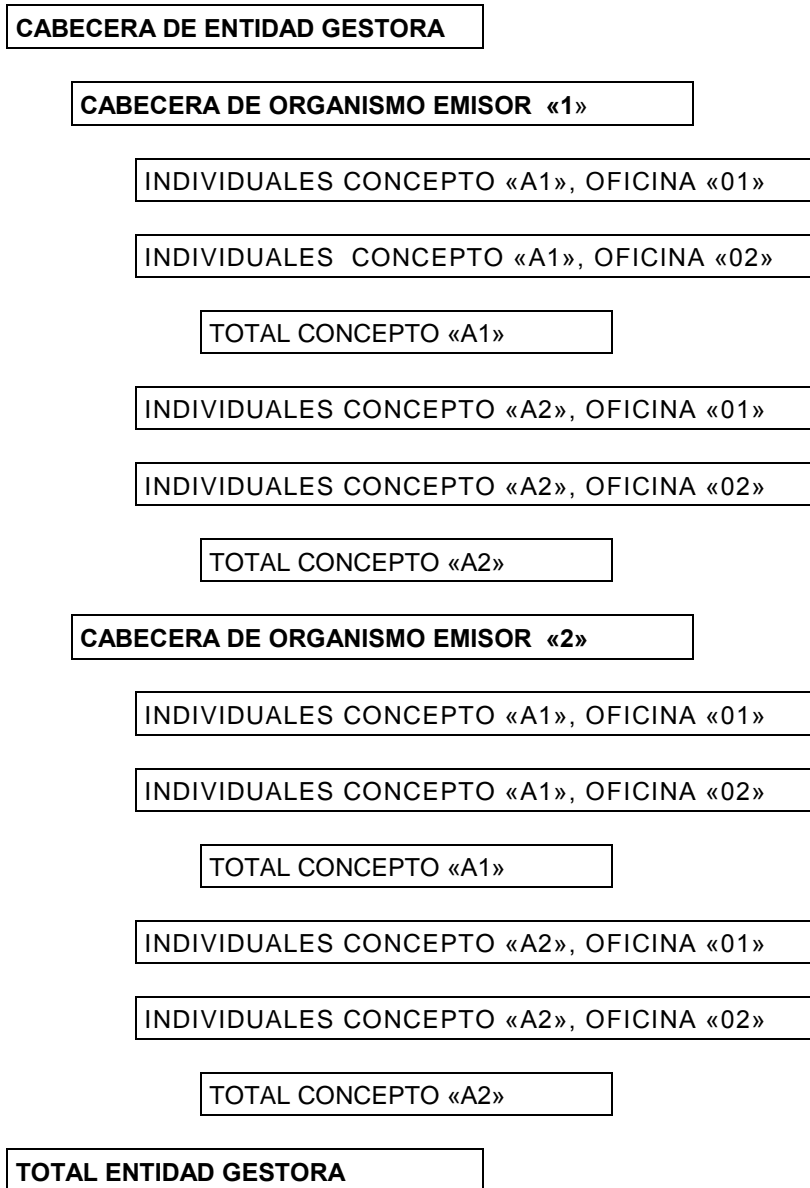 CABECERA DE ENTIDAD GESTORA
CABECERA DE ORGANISMO EMISOR «1»
INDIVIDUALES CONCEPTO «A1», OFICINA «01»
INDIVIDUALES CONCEPTO «A1», OFICINA «02»
TOTAL CONCEPTO «A1»
INDIVIDUALES CONCEPTO «A2», OFICINA «01»
INDIVIDUALES CONCEPTO «A2», OFICINA «02»
TOTAL CONCEPTO «A2»
CABECERA DE ORGANISMO EMISOR «2»
INDIVIDUALES CONCEPTO «A1», OFICINA «01»
INDIVIDUALES CONCEPTO «A1», OFICINA «02»
TOTAL CONCEPTO «A1»
INDIVIDUALES CONCEPTO «A2», OFICINA «01»
INDIVIDUALES CONCEPTO «A2», OFICINA «02»
TOTAL CONCEPTO «A2»
TOTAL ENTIDAD GESTORA